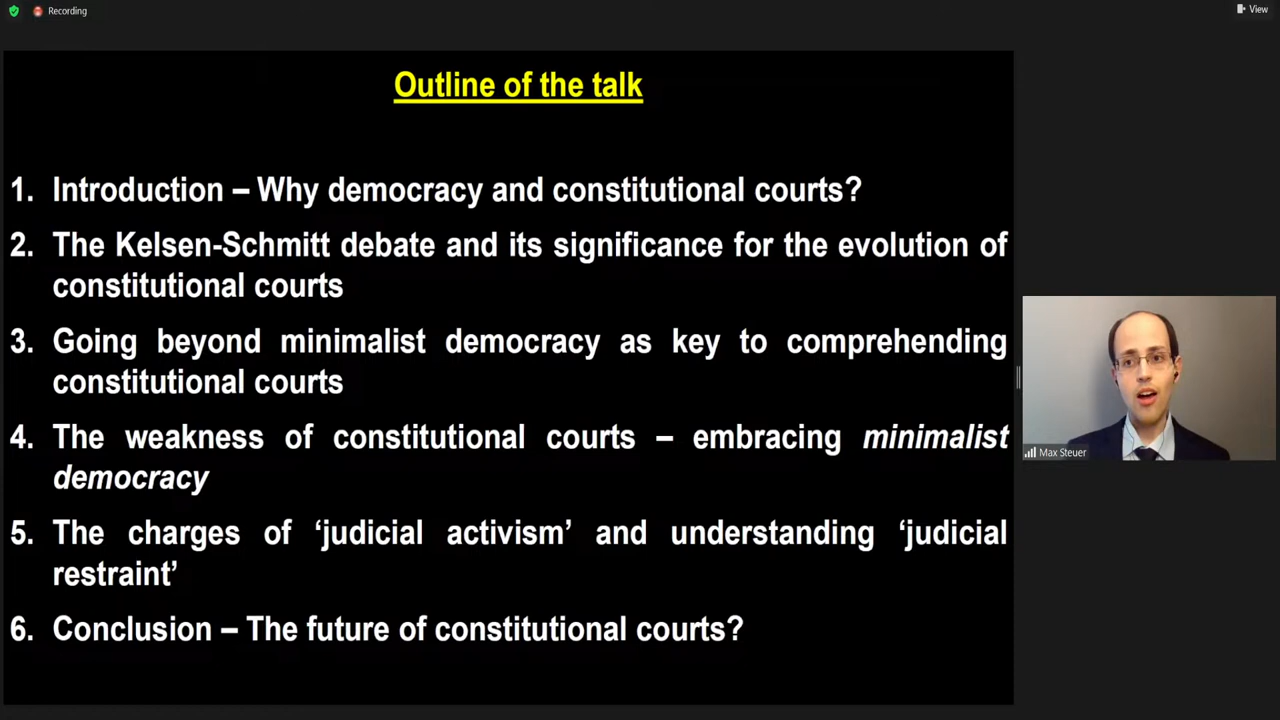 Recording
View
Outline of the talk
1. Introduction – Why democracy and constitutional courts?
2. The Kelsen-Schmitt debate and its significance for the evolution of
constitutional courts
3. Going beyond minimalist democracy as key to comprehending
constitutional courts
4. The weakness of constitutional courts – embracing minimalist
democracy
5. The charges of ‘judicial activism’ and understanding ‘judicial
restraint’
6. Conclusion – The future of constitutional courts?
Max Steuer